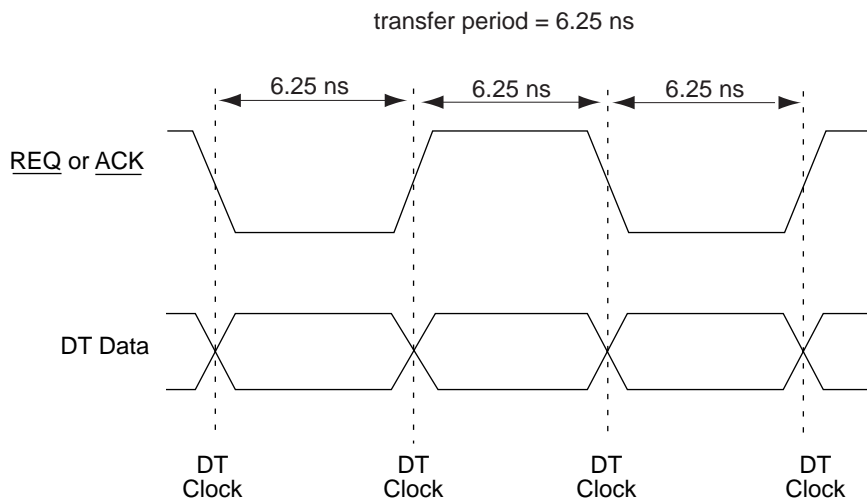 transfer period = 6.25 ns
6.25 ns 6.25 ns 6.25 ns
REQ or ACK
DT Data
DT DT DT DT
Clock Clock Clock Clock